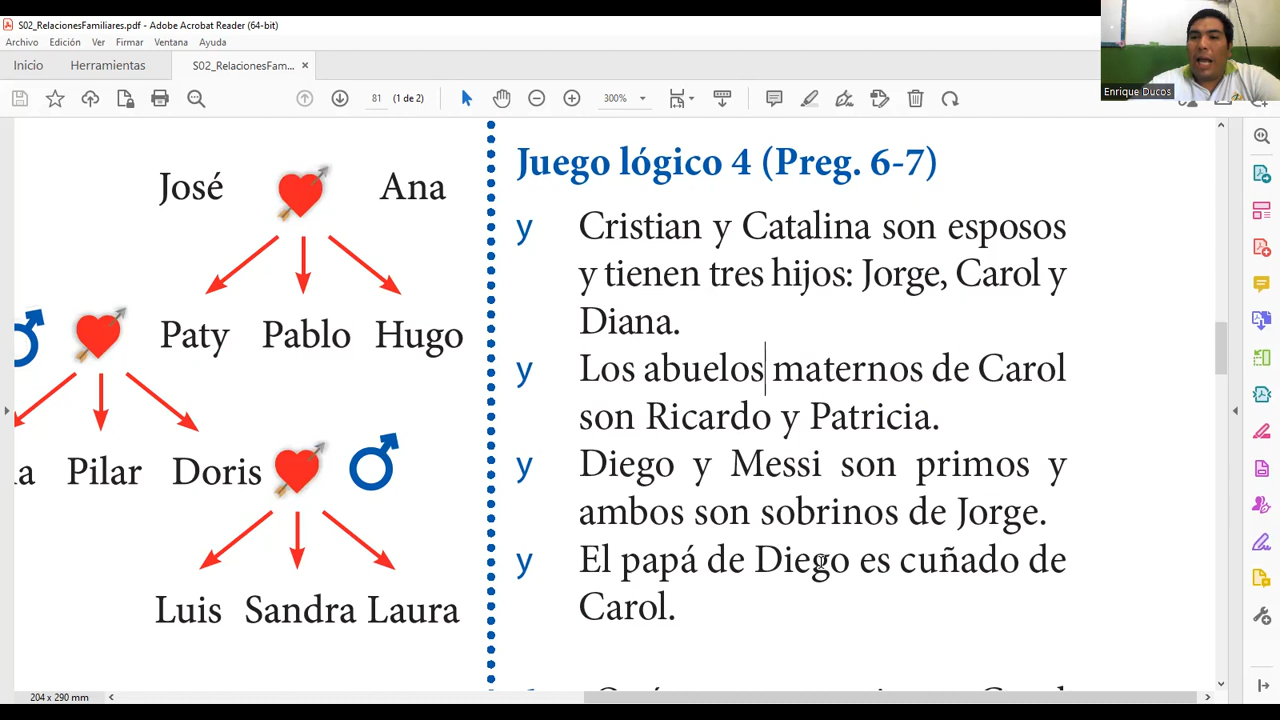 S02_RelacionesFamiliares.pdf - Adobe Acrobat Reader (64-bit)
Archivo Edición Ver Firmar Ventana Ayuda
Inicio Herramientas S02_RelacionesFam... ×
81 (1 de 2) 300%
Enrique Ducos
José Ana
Paty Pablo Hugo
a Pilar Doris
Luis Sandra Laura
Juego lógico 4 (Preg. 6-7)
y Cristian y Catalina son esposos
y tienen tres hijos: Jorge, Carol y
Diana.
y Los abuelos maternos de Carol
son Ricardo y Patricia.
y Diego y Messi son primos y
ambos son sobrinos de Jorge.
y El papá de Diego es cuñado de
Carol.
204 x 290 mm